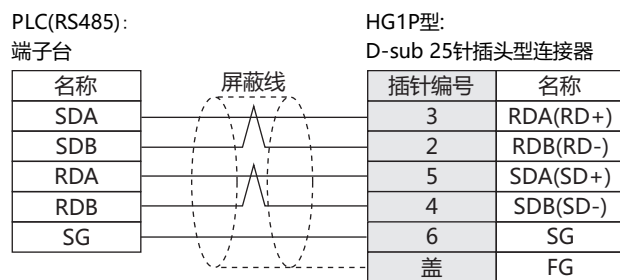 PLC(RS485):
端子台
HG1P型:
D-sub 25针插头型连接器
名称
屏蔽线
插针编号
名称
SDA
3
RDA(RD+)
SDB
2
RDB(RD-)
RDA
5
SDA(SD+)
RDB
4
SDB(SD-)
SG
6
SG
盖
FG